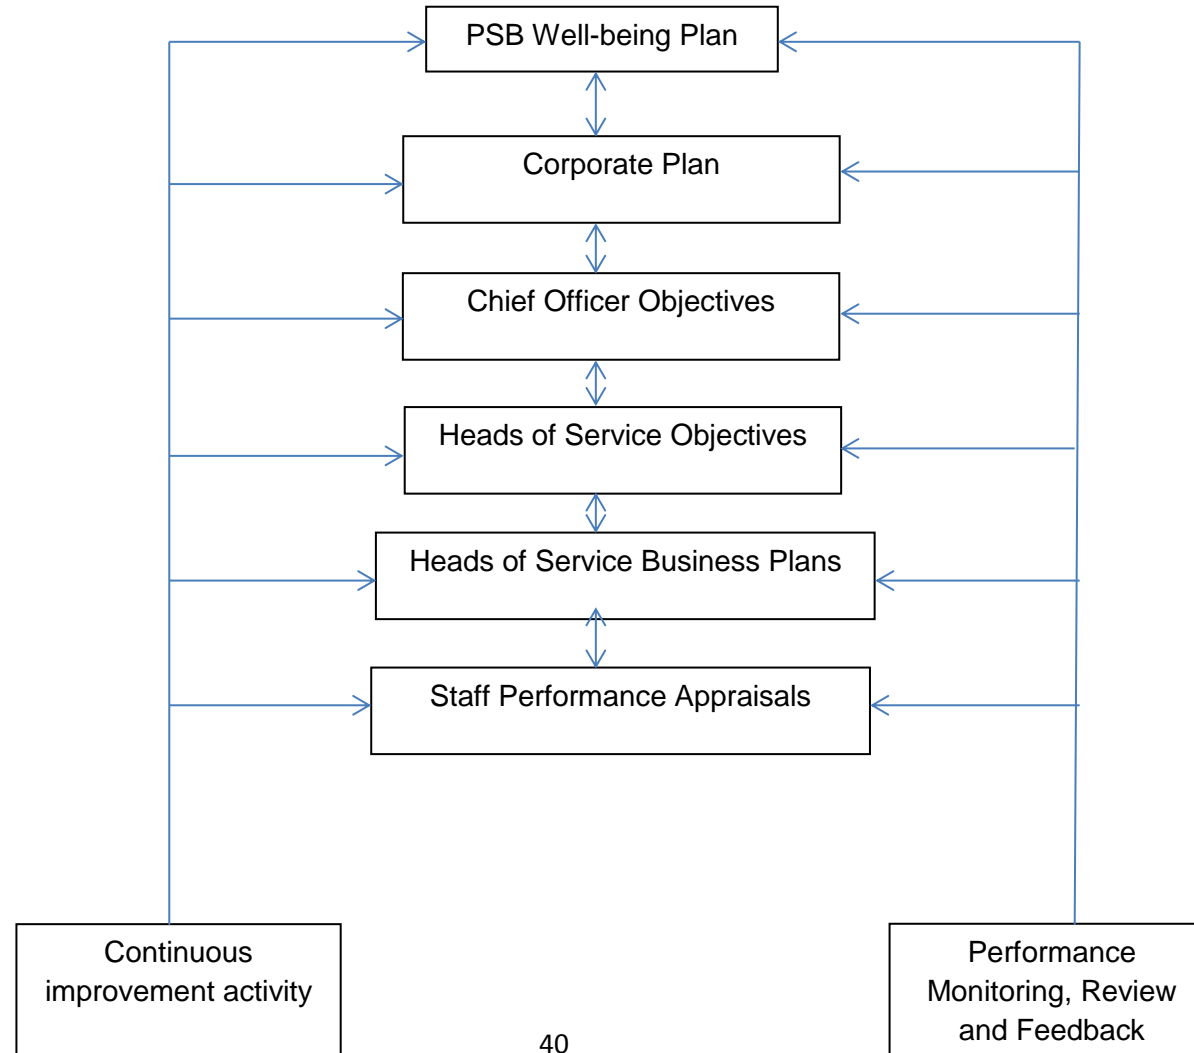 PSB Well-being Plan
Corporate Plan
Chief Officer Objectives
Heads of Service Objectives
Heads of Service Business Plans
Staff Performance Appraisals
Continuous
improvement activity
Performance
Monitoring, Review
and Feedback
40